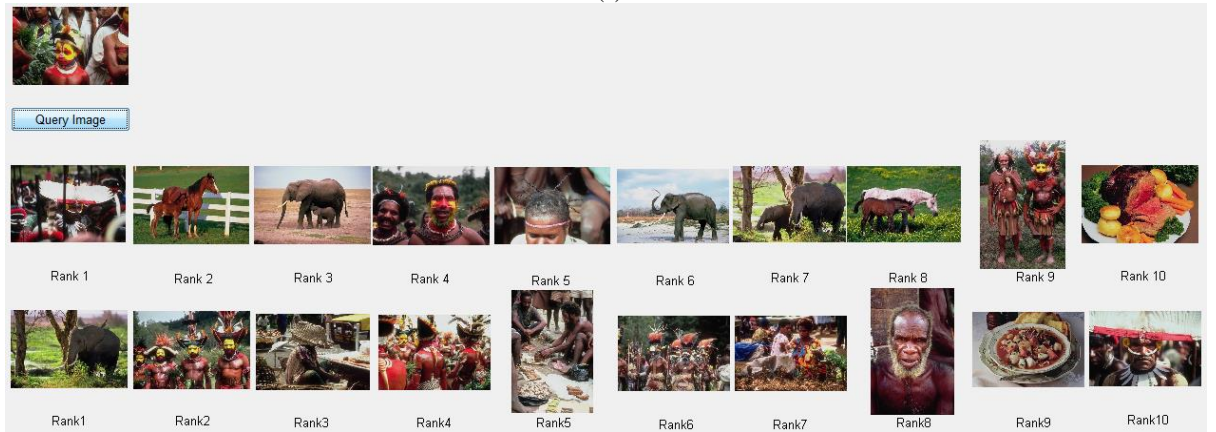 Query Image
Rank 1 Rank 2 Rank 3 Rank 4 Rank 5 Rank 6 Rank 7 Rank 8 Rank 9 Rank 10
Rank1 Rank2 Rank3 Rank4 Rank5 Rank6 Rank7 Rank8 Rank9 Rank10